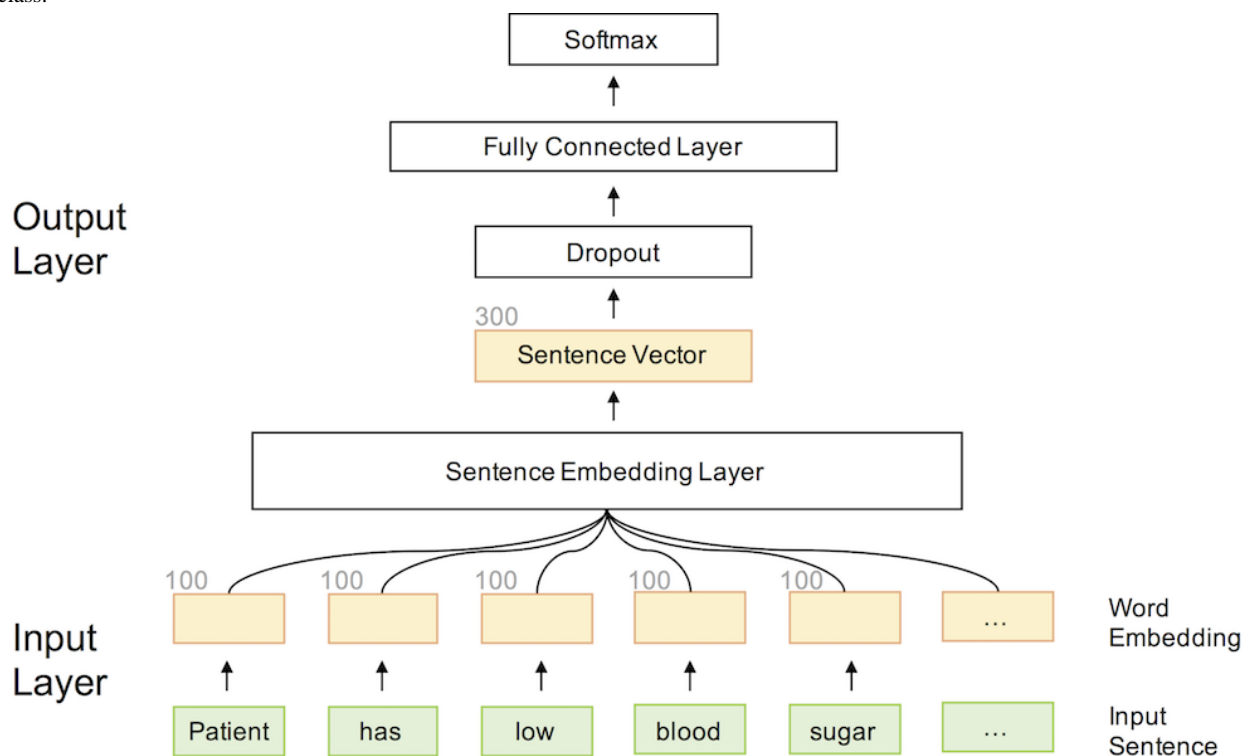 class.
Softmax
Fully Connected Layer
Output
Layer
Dropout
300
Sentence Vector
Sentence Embedding Layer
100 100 100 100 100
...
Word
Embedding
Input
Layer
Patient has low blood sugar ...
Input
Sentence